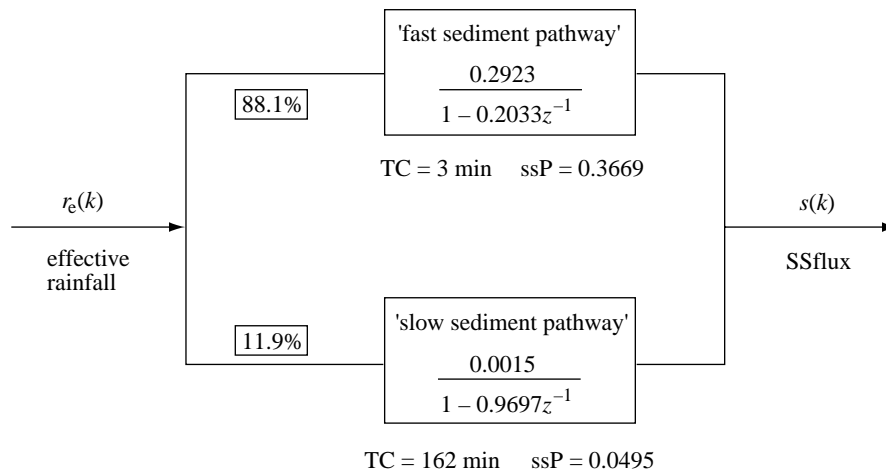 'fast sediment pathway'
0.2923
1 – 0.2033z⁻¹
88.1%
TC = 3 min ssP = 0.3669
rₑ(k)
effective
rainfall
s(k)
SSflux
11.9%
'slow sediment pathway'
0.0015
1 – 0.9697z⁻¹
TC = 162 min ssP = 0.0495